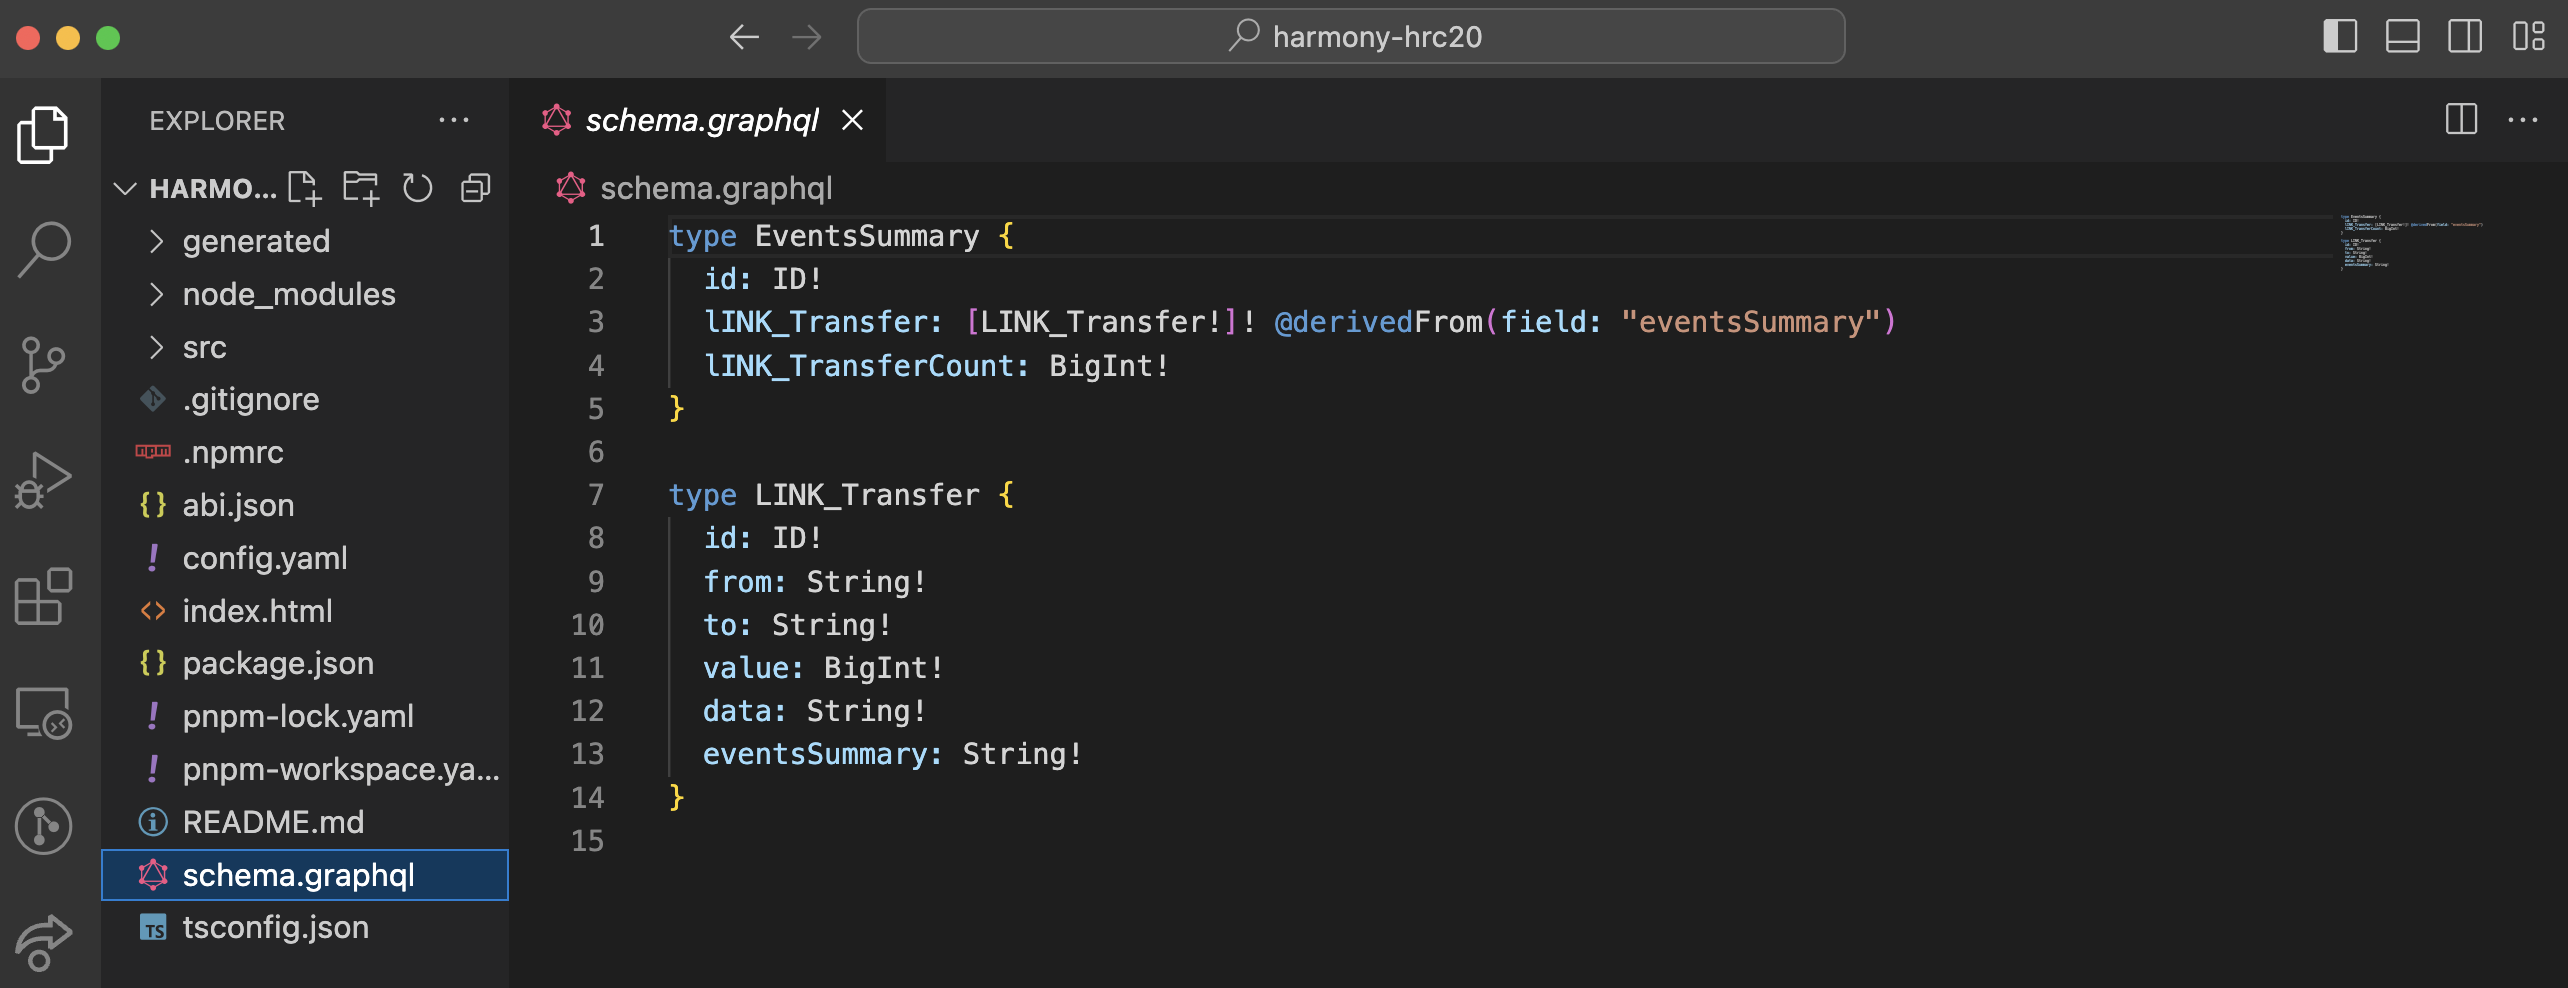 harmony-hrc20
EXPLORER
HARMO...
generated
node_modules
src
.gitignore
.npmrc
abi.json
config.yaml
index.html
package.json
pnpm-lock.yaml
pnpm-workspace.ya...
README.md
schema.graphql
TS tsconfig.json
schema.graphql
schema.graphql
1 type EventsSummary {
2 id: ID!
3 lINK_Transfer: [LINK_Transfer!]! @derivedFrom(field: "eventsSummary")
4 lINK_TransferCount: BigInt!
5 }
6
7 type LINK_Transfer {
8 id: ID!
9 from: String!
10 to: String!
11 value: BigInt!
12 data: String!
13 eventsSummary: String!
14 }
15